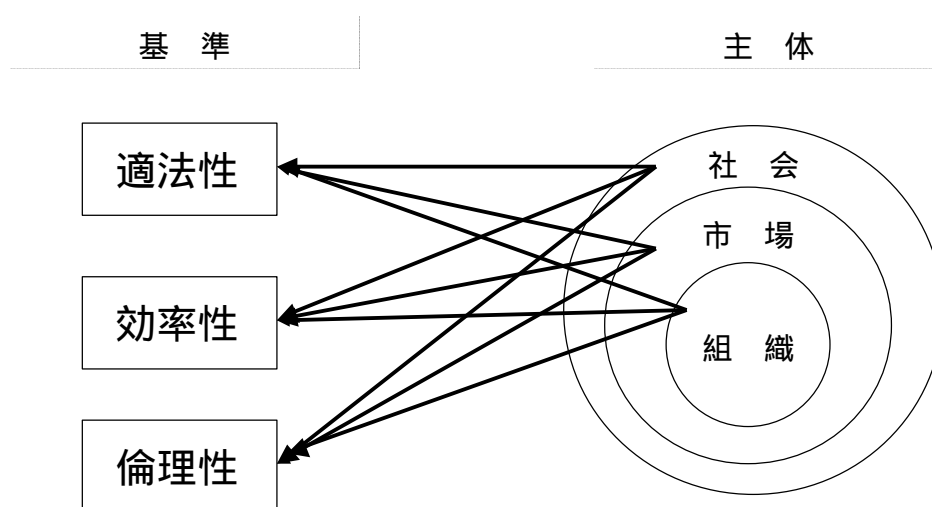 基　準
主　体
適法性
効率性
倫理性
社　会
市　場
組　織